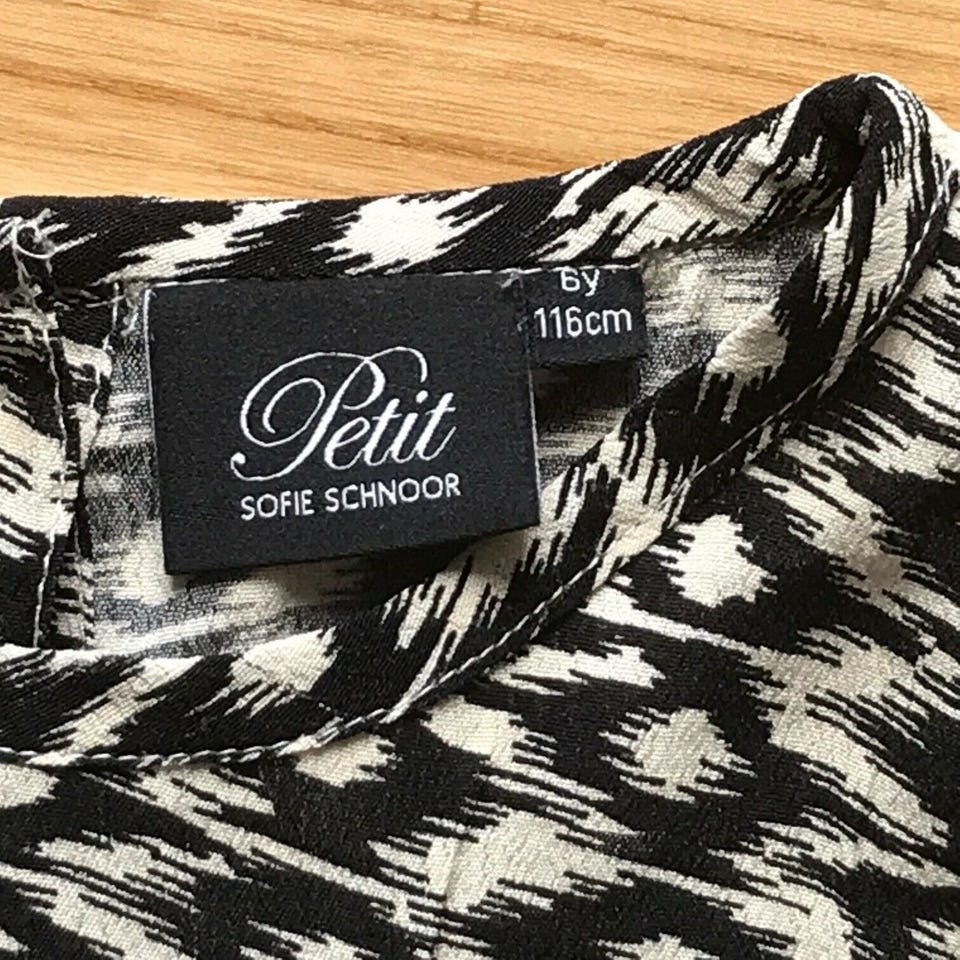 Petit
SOFIE SCHNOOR
6y
116cm